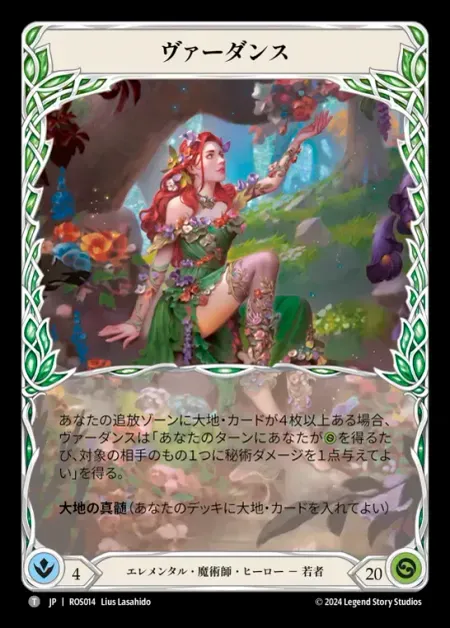 ヴァーダンス
あなたの追放ゾーンに大地・カードが4枚以上ある場合、
ヴァーダンスは「あなたのターンにあなたが を得るた
び、対象の相手のもの1つに秘術ダメージを1点与えてよ
い」を得る。
大地の真髄(あなたのデッキに大地・カードを入れてよい)
4
エレメンタル・魔術師・ヒーロー － 若者
20
T JP | ROS014 Lius Lasahido
© 2024 Legend Story Studios